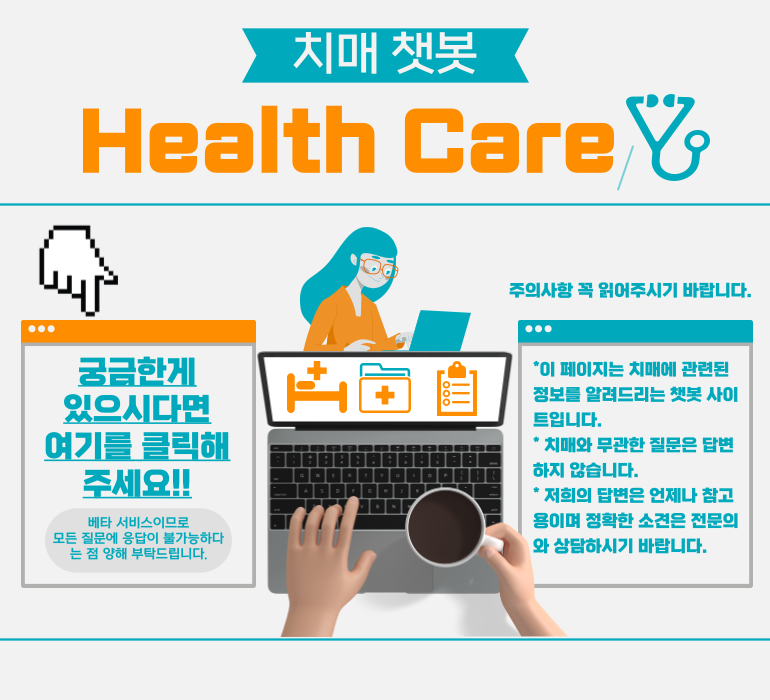 치매 챗봇
Health Care
주의사항 꼭 읽어주시기 바랍니다.
궁금한게
있으시다면
여기를 클릭해
주세요!!
베타 서비스이므로
모든 질문에 응답이 불가능하다
는 점 양해 부탁드립니다.
*이 페이지는 치매에 관련된
정보를 알려드리는 챗봇 사이
트입니다.
* 치매와 무관한 질문은 답변
하지 않습니다.
* 저희의 답변은 언제나 참고
용이며 정확한 소견은 전문의
와 상담하시기 바랍니다.